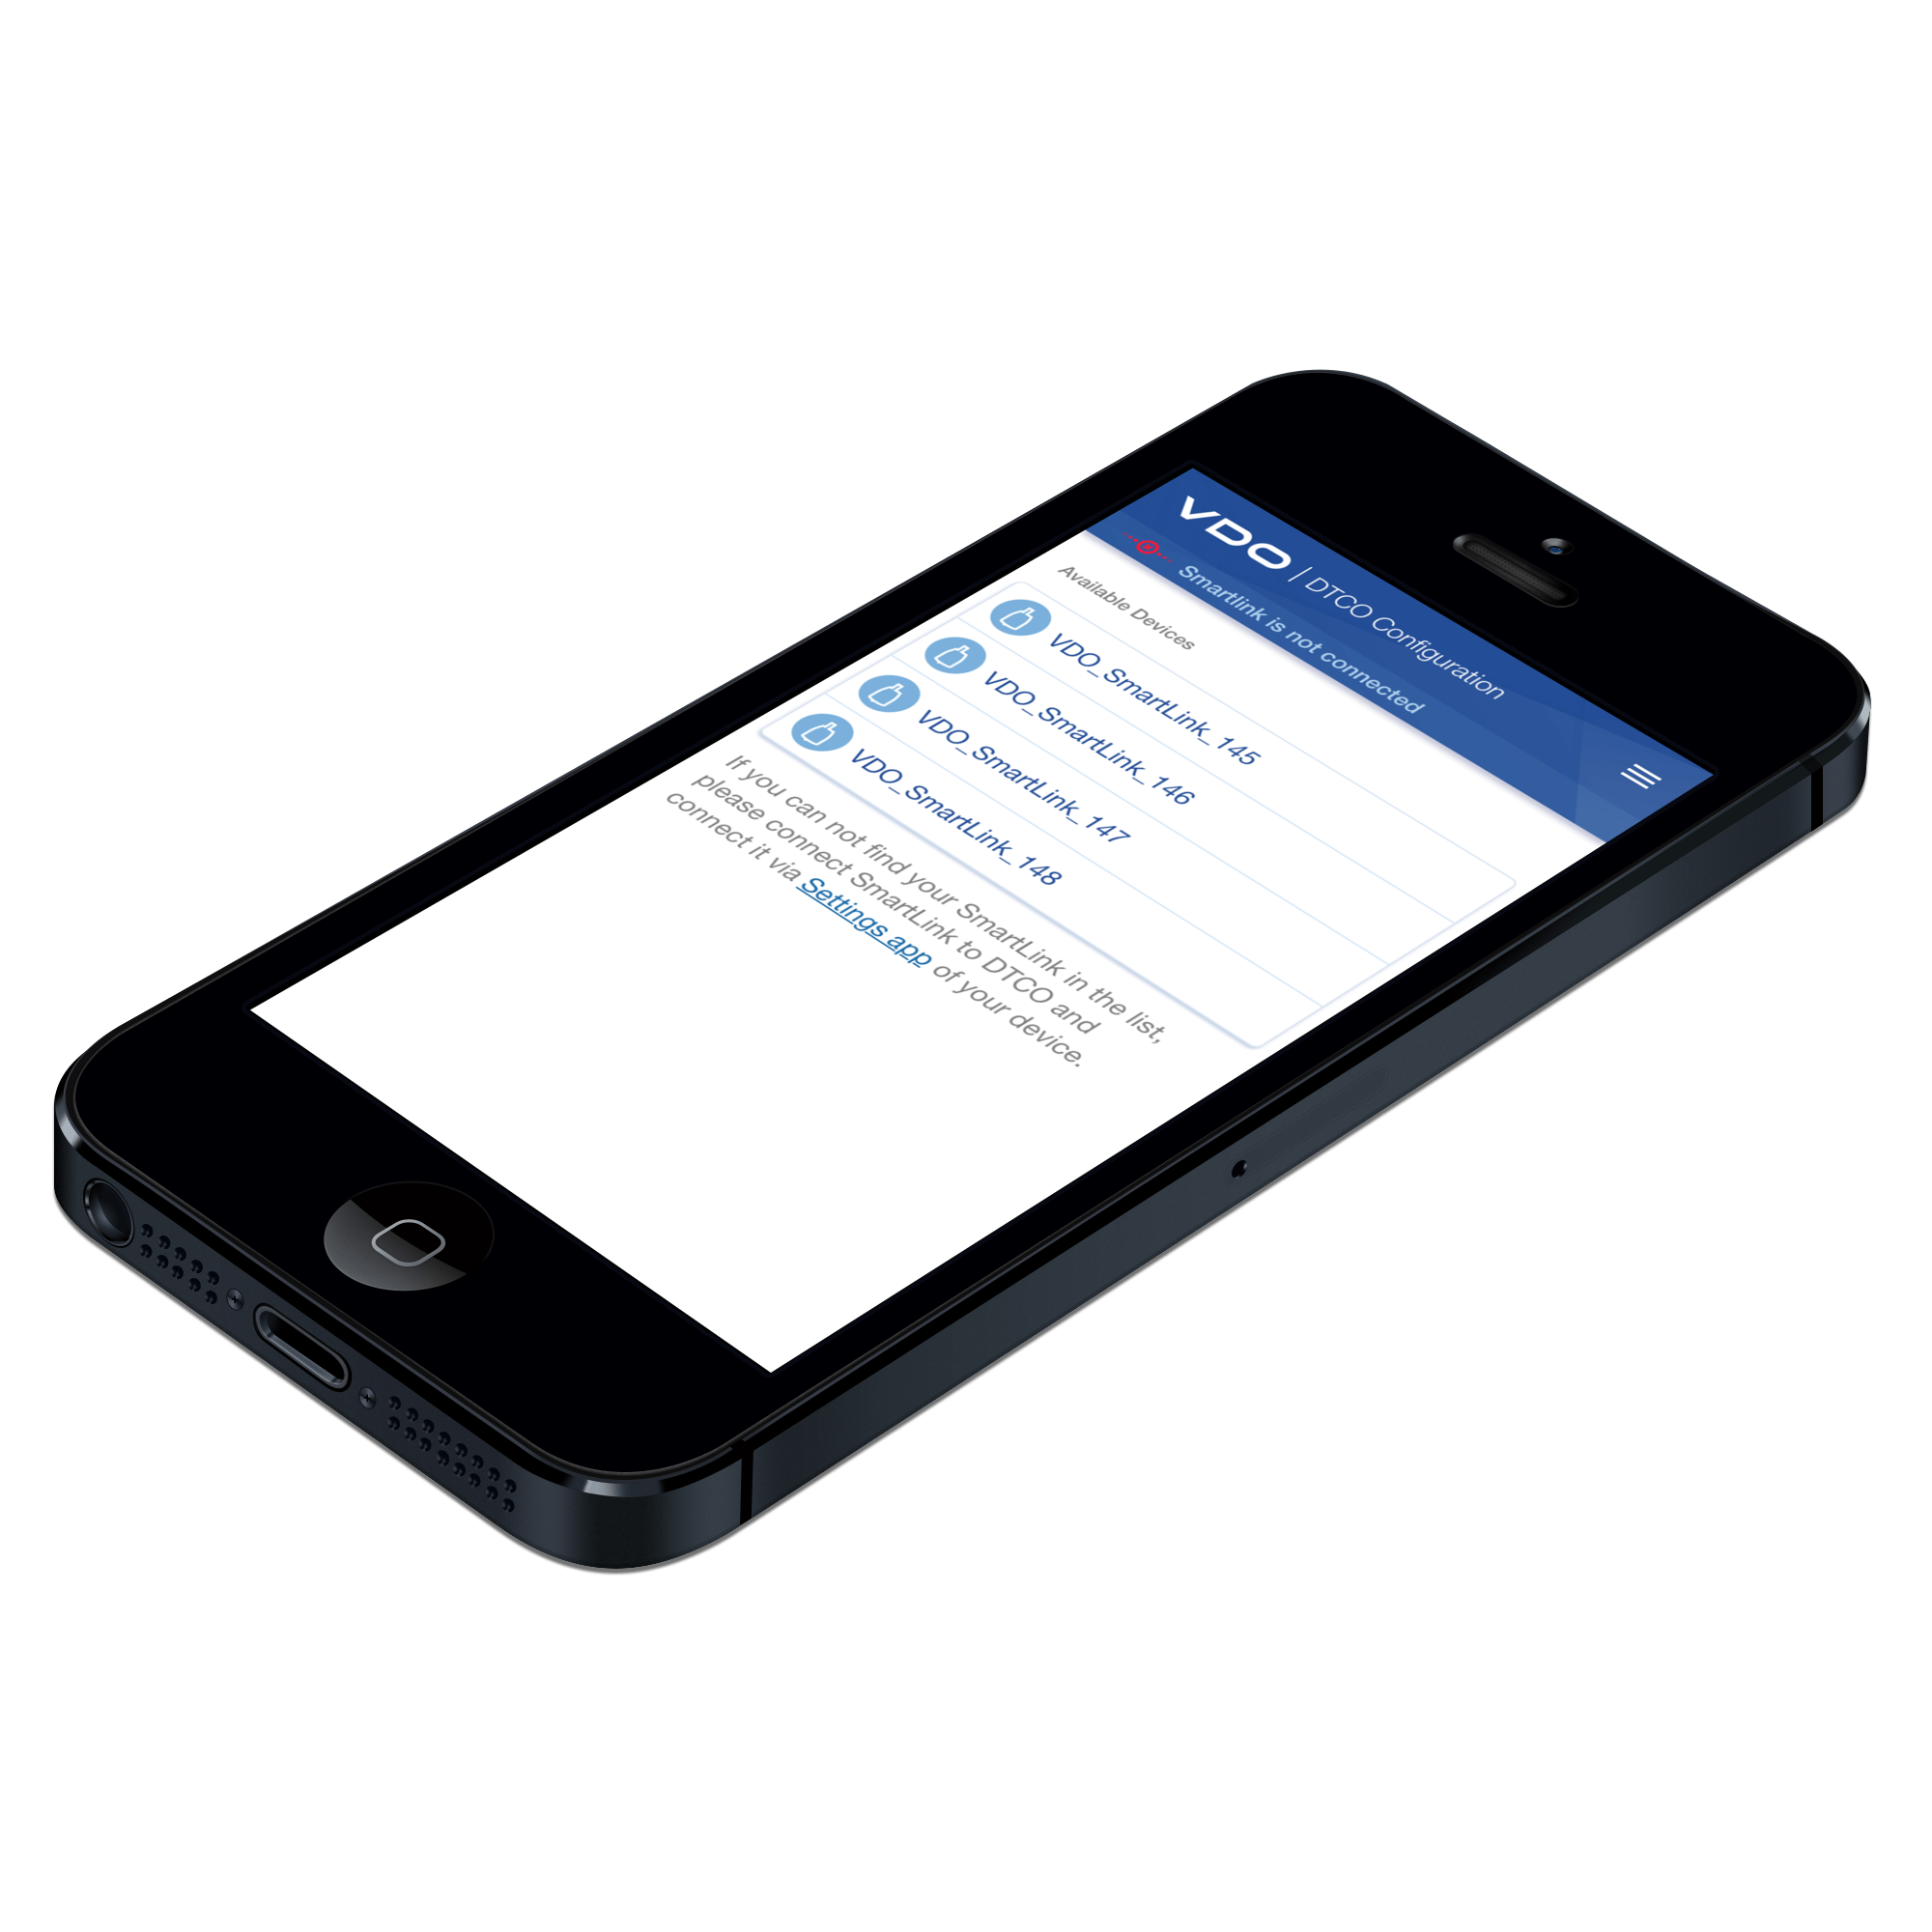 VDO | DTCO Configuration
Smartlink is not connected
Available Devices
VDO_SmartLink_145
VDO_SmartLink_146
VDO_SmartLink_147
VDO_SmartLink_148
If you can not find your SmartLink in the list,
please connect SmartLink to DTCO and
connect it via Settings app of your device.